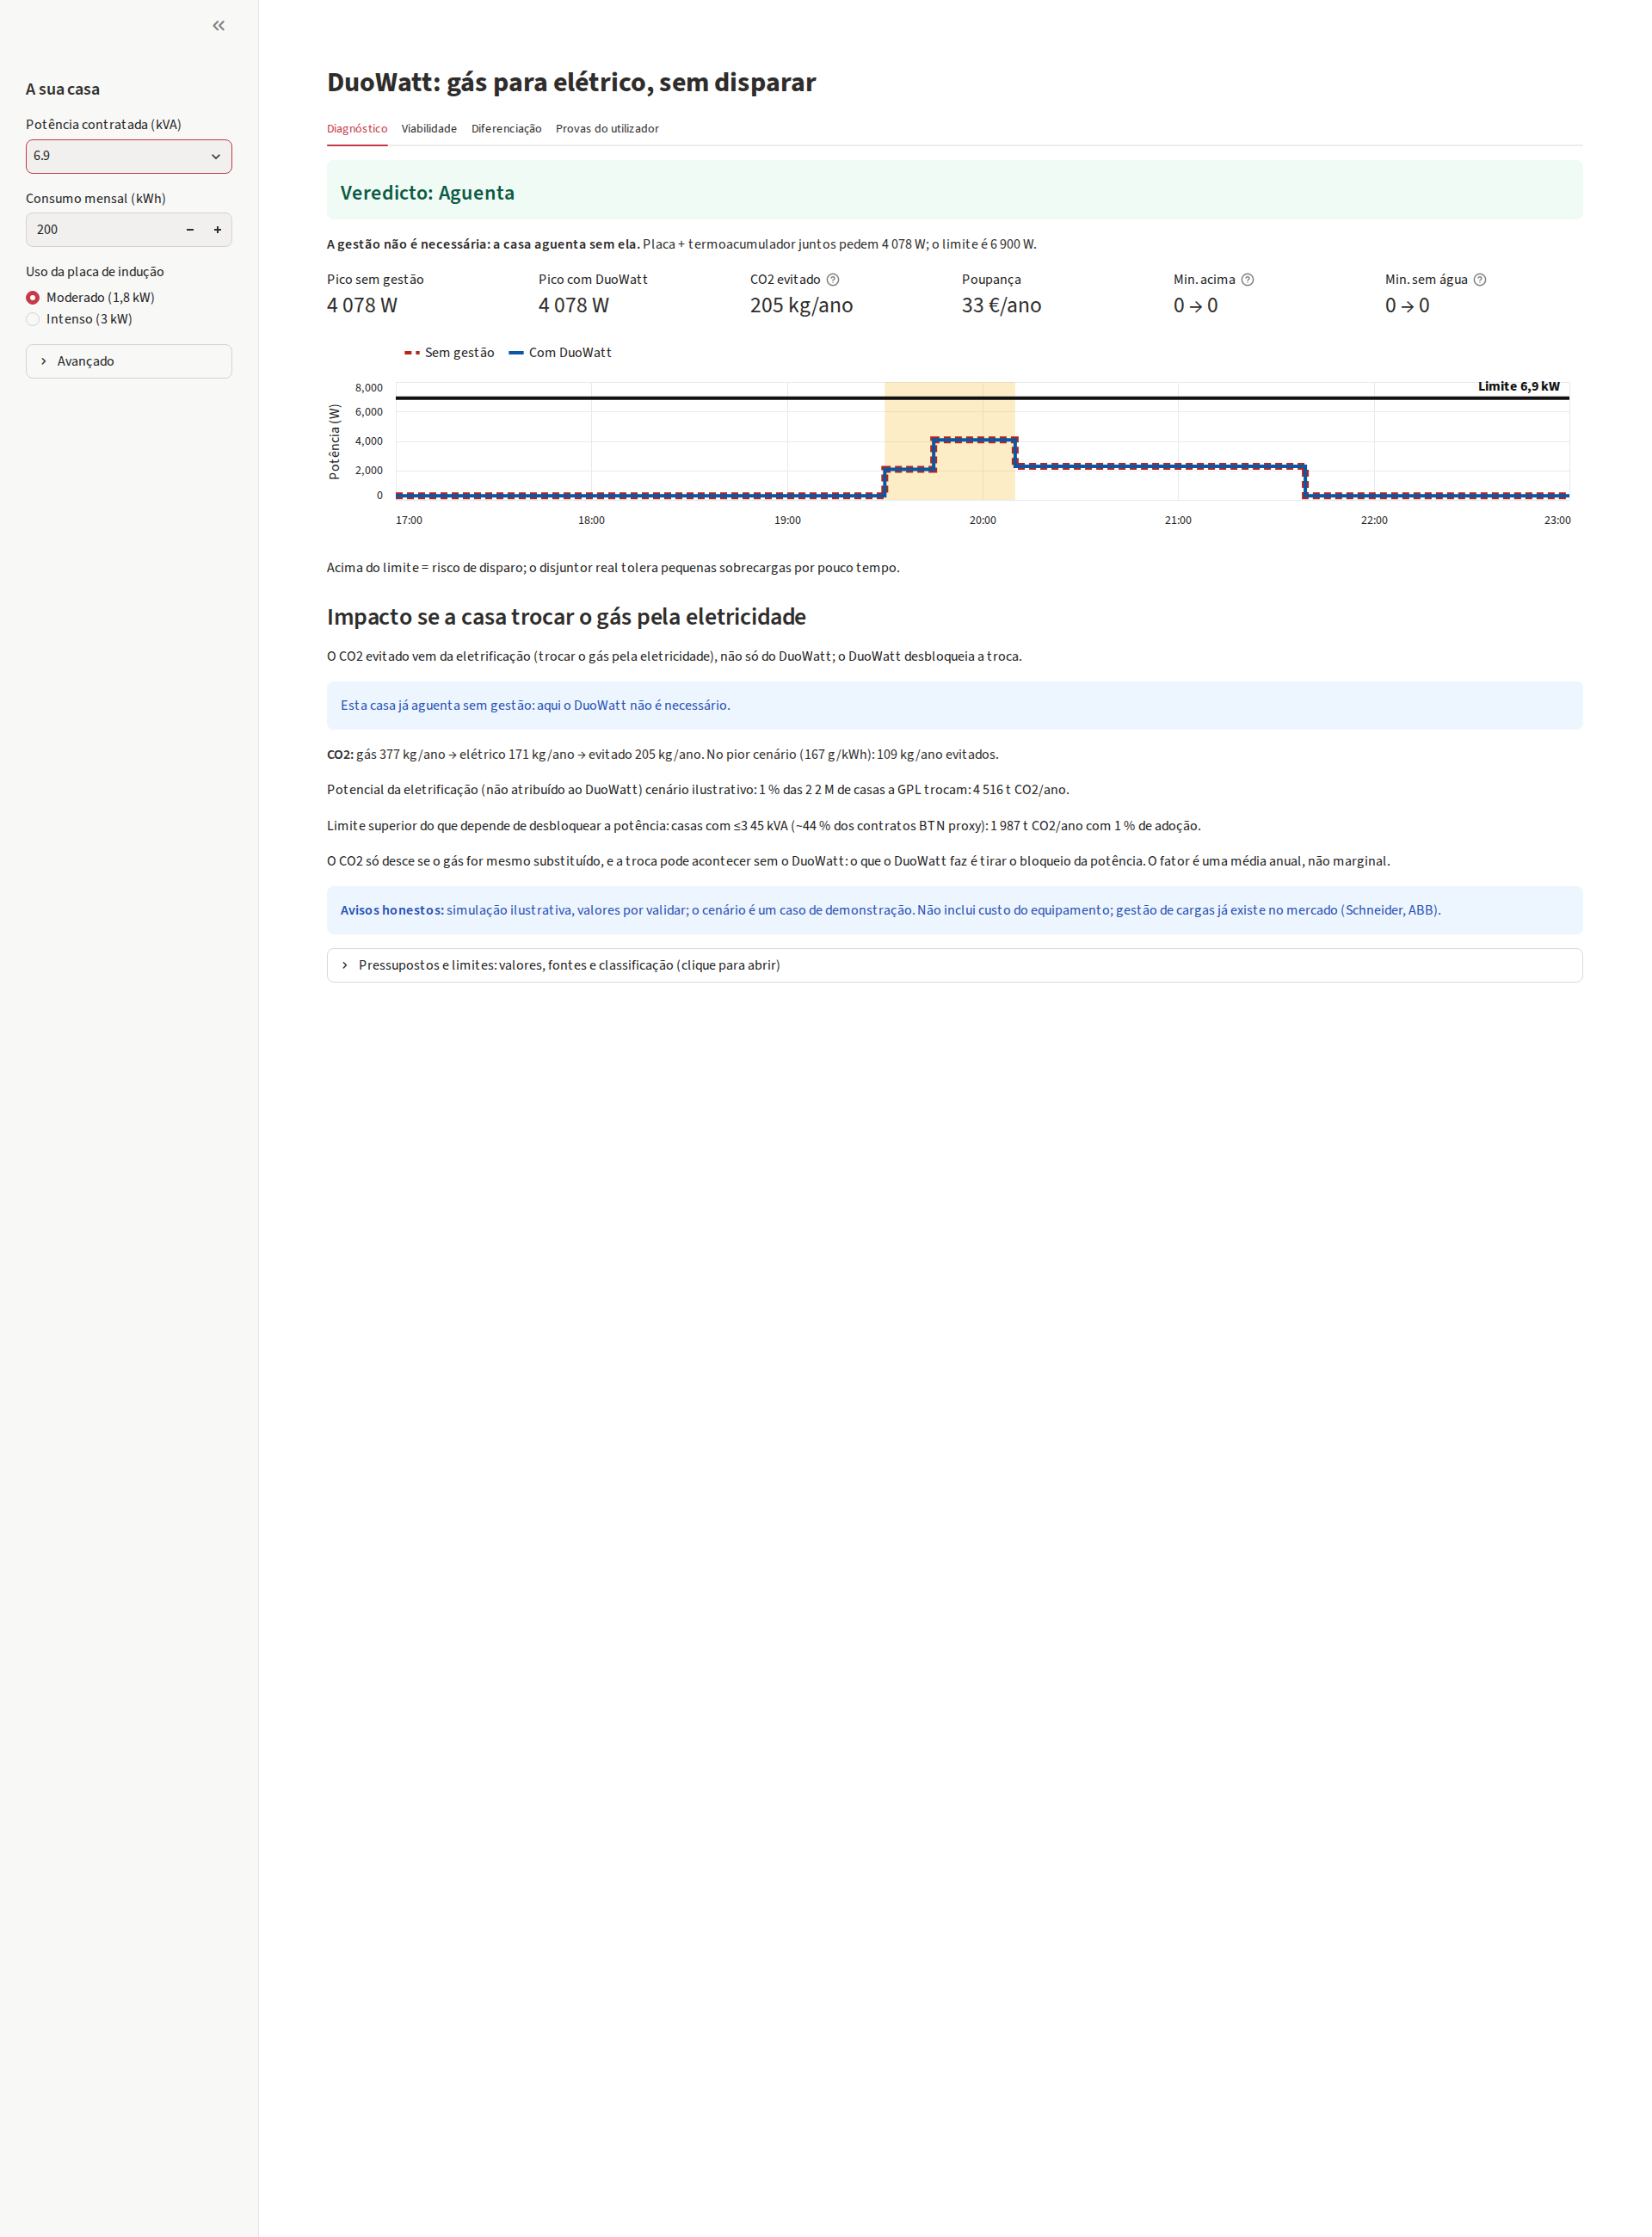 A sua casa
Potência contratada (kVA)
6.9
Consumo mensal (kWh)
200
Uso da placa de indução
Moderado (1,8 kW)
Intenso (3 kW)
Avançado
DuoWatt: gás para elétrico, sem disparar
Diagnóstico Viabilidade Diferenciação Provas do utilizador
Veredicto: Aguenta
A gestão não é necessária: a casa aguenta sem ela. Placa + termoacumulador juntos pedem 4 078 W; o limite é 6 900 W.
Pico sem gestão Pico com DuoWatt CO2 evitado Poupança Min. acima Min. sem água
4 078 W 4 078 W 205 kg/ano 33 €/ano 0 → 0 0 → 0
Sem gestão Com DuoWatt
Limite 6,9 kW
Potência (W)
8,000
6,000
4,000
2,000
0
17:00 18:00 19:00 20:00 21:00 22:00 23:00
Acima do limite = risco de disparo; o disjuntor real tolera pequenas sobrecargas por pouco tempo.
Impacto se a casa trocar o gás pela eletricidade
O CO2 evitado vem da eletrificação (trocar o gás pela eletricidade), não só do DuoWatt; o DuoWatt desbloqueia a troca.
Esta casa já aguenta sem gestão: aqui o DuoWatt não é necessário.
CO2: gás 377 kg/ano → elétrico 171 kg/ano → evitado 205 kg/ano. No pior cenário (167 g/kWh): 109 kg/ano evitados.
Potencial da eletrificação (não atribuído ao DuoWatt) cenário ilustrativo: 1 % das 2 2 M de casas a GPL trocam: 4 516 t CO2/ano.
Limite superior do que depende de desbloquear a potência: casas com ≤3 45 kVA (~44 % dos contratos BTN proxy): 1 987 t CO2/ano com 1 % de adoção.
O CO2 só desce se o gás for mesmo substituído, e a troca pode acontecer sem o DuoWatt: o que o DuoWatt faz é tirar o bloqueio da potência. O fator é uma média anual, não marginal.
Avisos honestos: simulação ilustrativa, valores por validar; o cenário é um caso de demonstração. Não inclui custo do equipamento; gestão de cargas já existe no mercado (Schneider, ABB).
Pressupostos e limites: valores, fontes e classificação (clique para abrir)